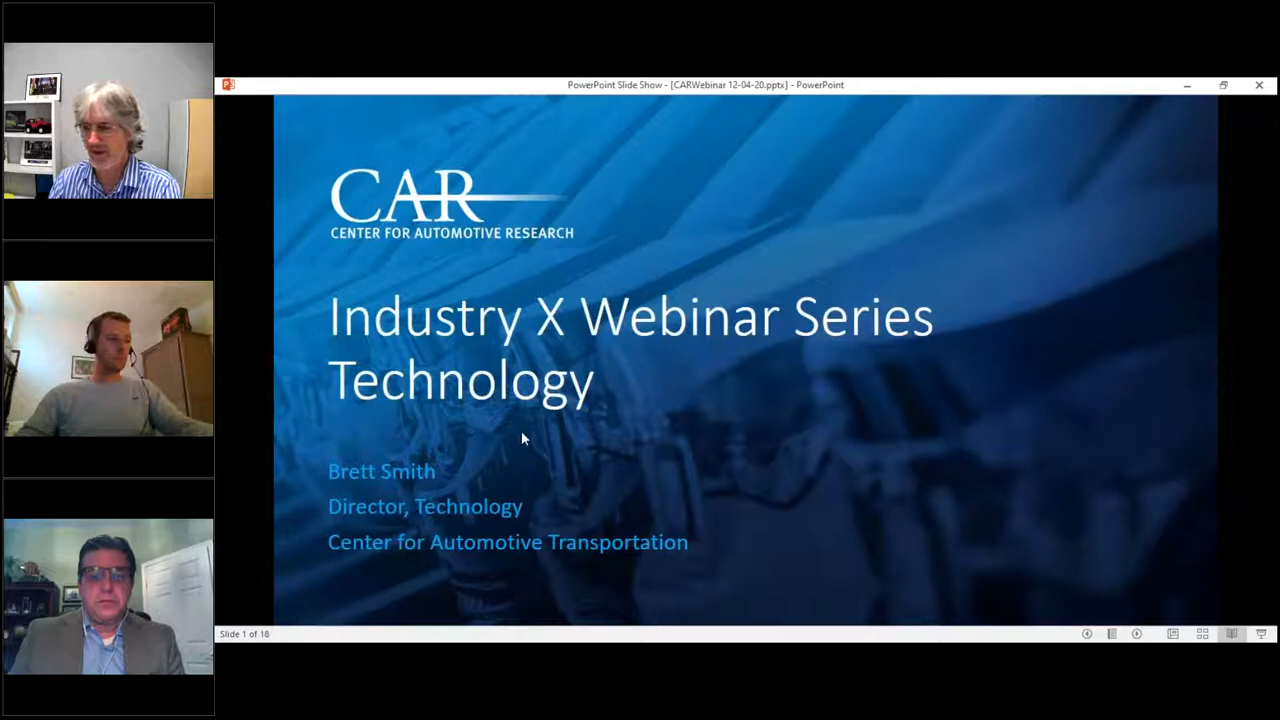 PowerPoint Slide Show - [CARWebinar 12-04-20.pptx] - PowerPoint
CAR
CENTER FOR AUTOMOTIVE RESEARCH
Industry X Webinar Series
Technology
Brett Smith
Director, Technology
Center for Automotive Transportation
Slide 1 of 18